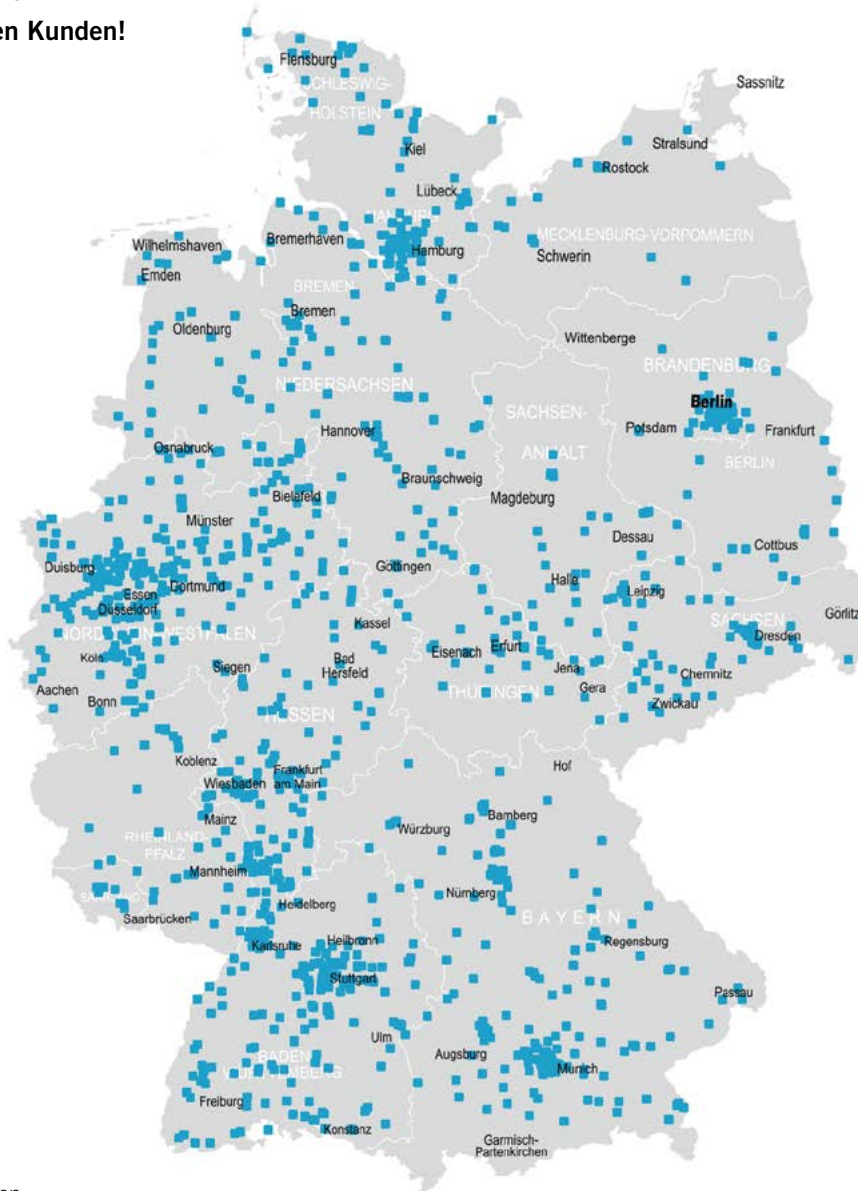 en Kunden!
Sassnitz
Flensburg
SCHLESWIG-
HOLSTEIN
Stralsund
Kiel
Rostock
Lübeck
HAMBURG
Wilhelmshaven
Bremerhaven
Hamburg
MECKLENBURG-VORPOMMERN
Schwerin
Emden
BREMEN
Bremen
Oldenburg
Wittenberge
BRANDENBURG
NIEDERSACHSEN
Berlin
SACHSEN-
Hannover
Potsdam
Frankfurt
Osnabruck
ANHALT
BERLIN
Braunschweig
Bielefeld
Magdeburg
Münster
Dessau
Cottbus
Duisburg
Göttingen
Dortmund
Halle
Essen
Leipzig
Düsseldorf
Görlitz
Kassel
SACHSEN
NORDRHEIN-WESTFALEN
Dresden
Eisenach
Erfurt
Köln
Bad
Hersfeld
Siegen
Jena
Chemnitz
Aachen
THÜRINGEN
Gera
Bonn
Zwickau
HESSEN
Koblenz
Hof
Frankfurt
am Main
Wiesbaden
Mainz
Bamberg
Würzburg
RHEINLAND-
PFALZ
Mannheim
Nürnberg
SAARLAND
Heidelberg
Saarbrücken
BAYERN
Karlsruhe
Heilbronn
Regensburg
Stuttgart
Passau
Ulm
Augsburg
BADEN
WÜRTTEMBERG
Munich
Freiburg
Konstanz
Garmisch-
Partenkirchen